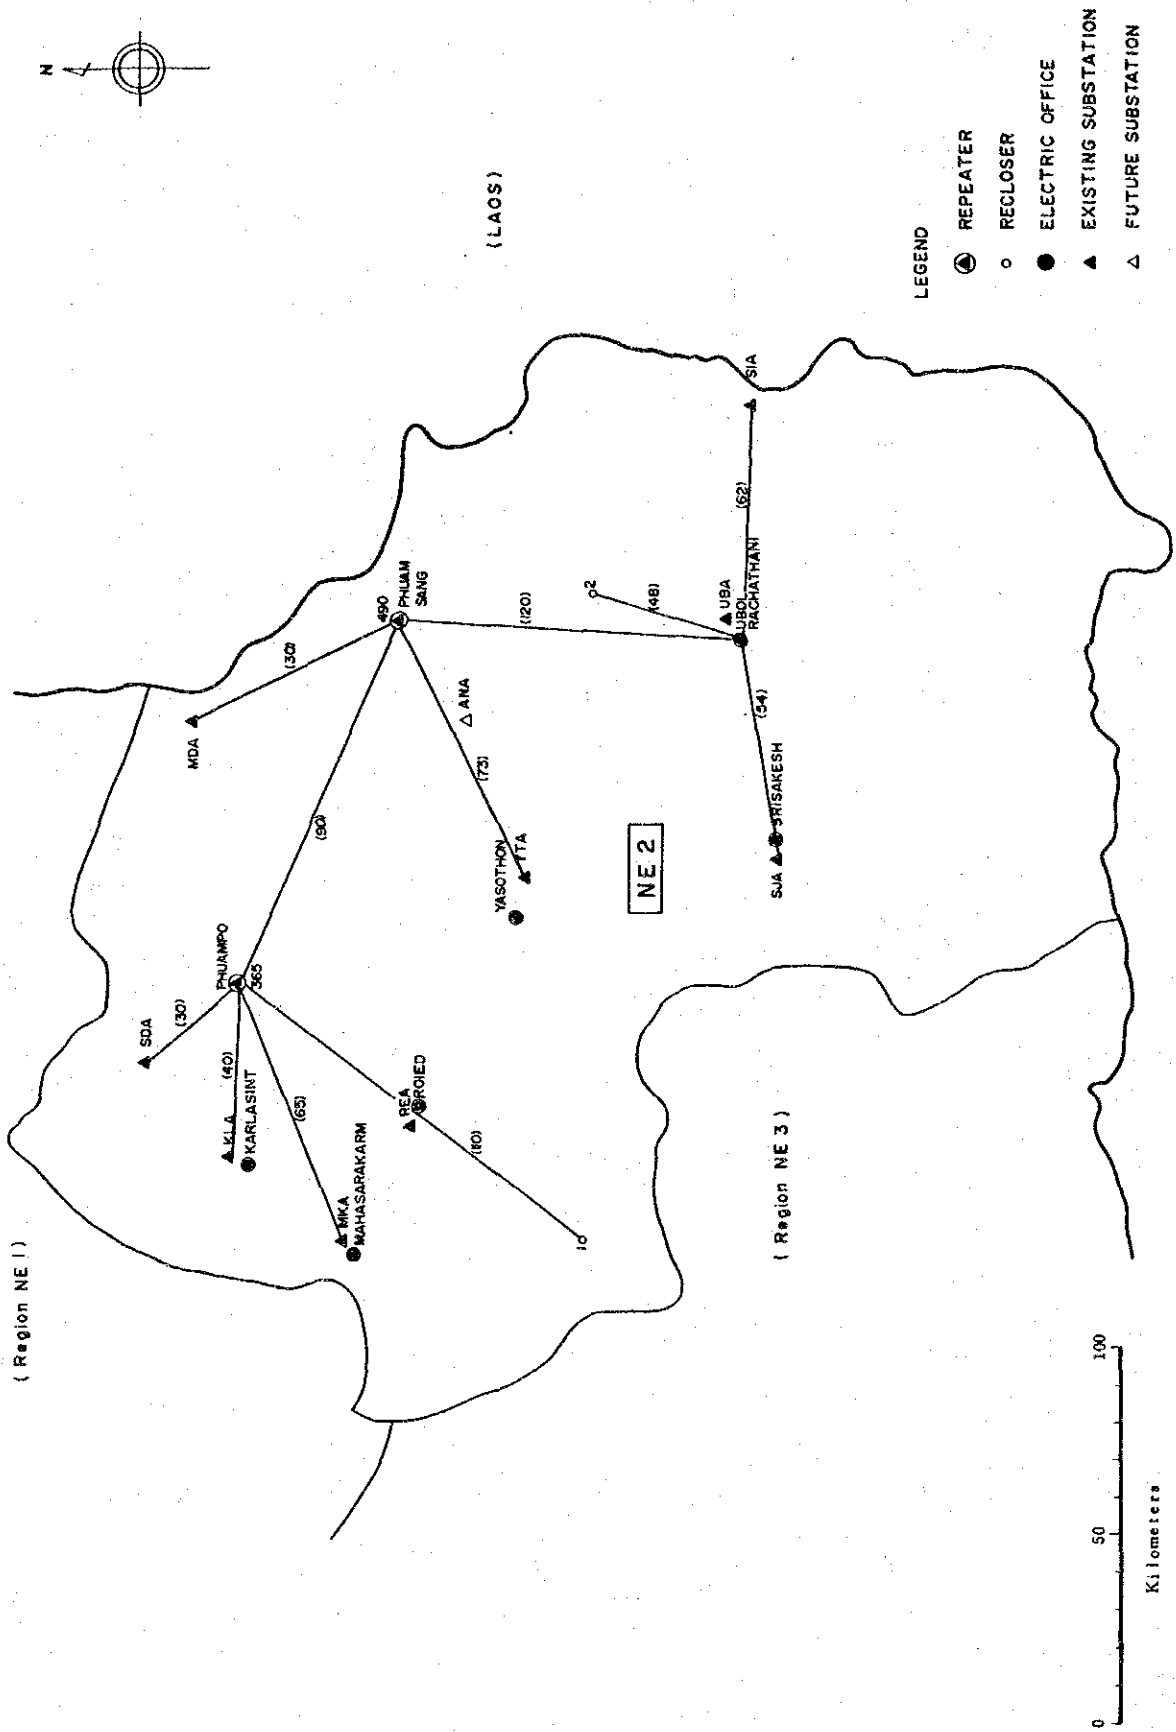 ( Region NE 1 )
N
(LAOS)
SDA
(30)
PHUAMPO
365
(40)
KLA
KARLASINT
(65)
MKA
MAHASARAKARM
REA
ROIED
(110)
1
MDA
(30)
490
PHUAM
SANG
(90)
ANA
(73)
YASOTHON
YTA
(120)
2
(48)
UBA
UBOL
RACHATHANI
(62)
SIA
(54)
SJA
SRISAKESH
NE 2
( Region NE 3 )
LEGEND
REPEATER
RECLOSER
ELECTRIC OFFICE
EXISTING SUBSTATION
FUTURE SUBSTATION
0 50 100
Kilometers